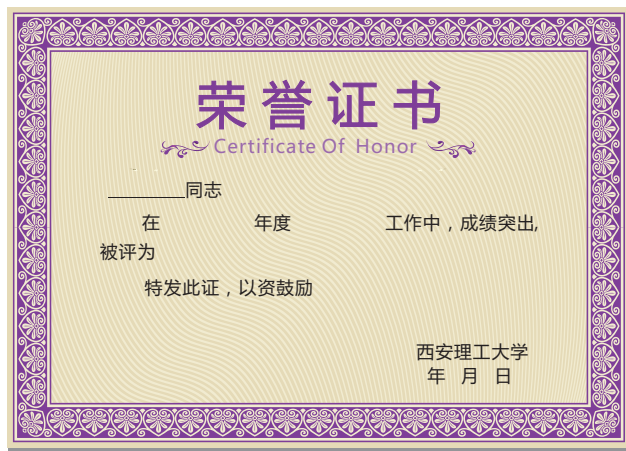 荣誉证书
Certificate Of Honor
________同志
在 年度 工作中，成绩突出,
被评为
特发此证，以资鼓励
西安理工大学
年 月 日